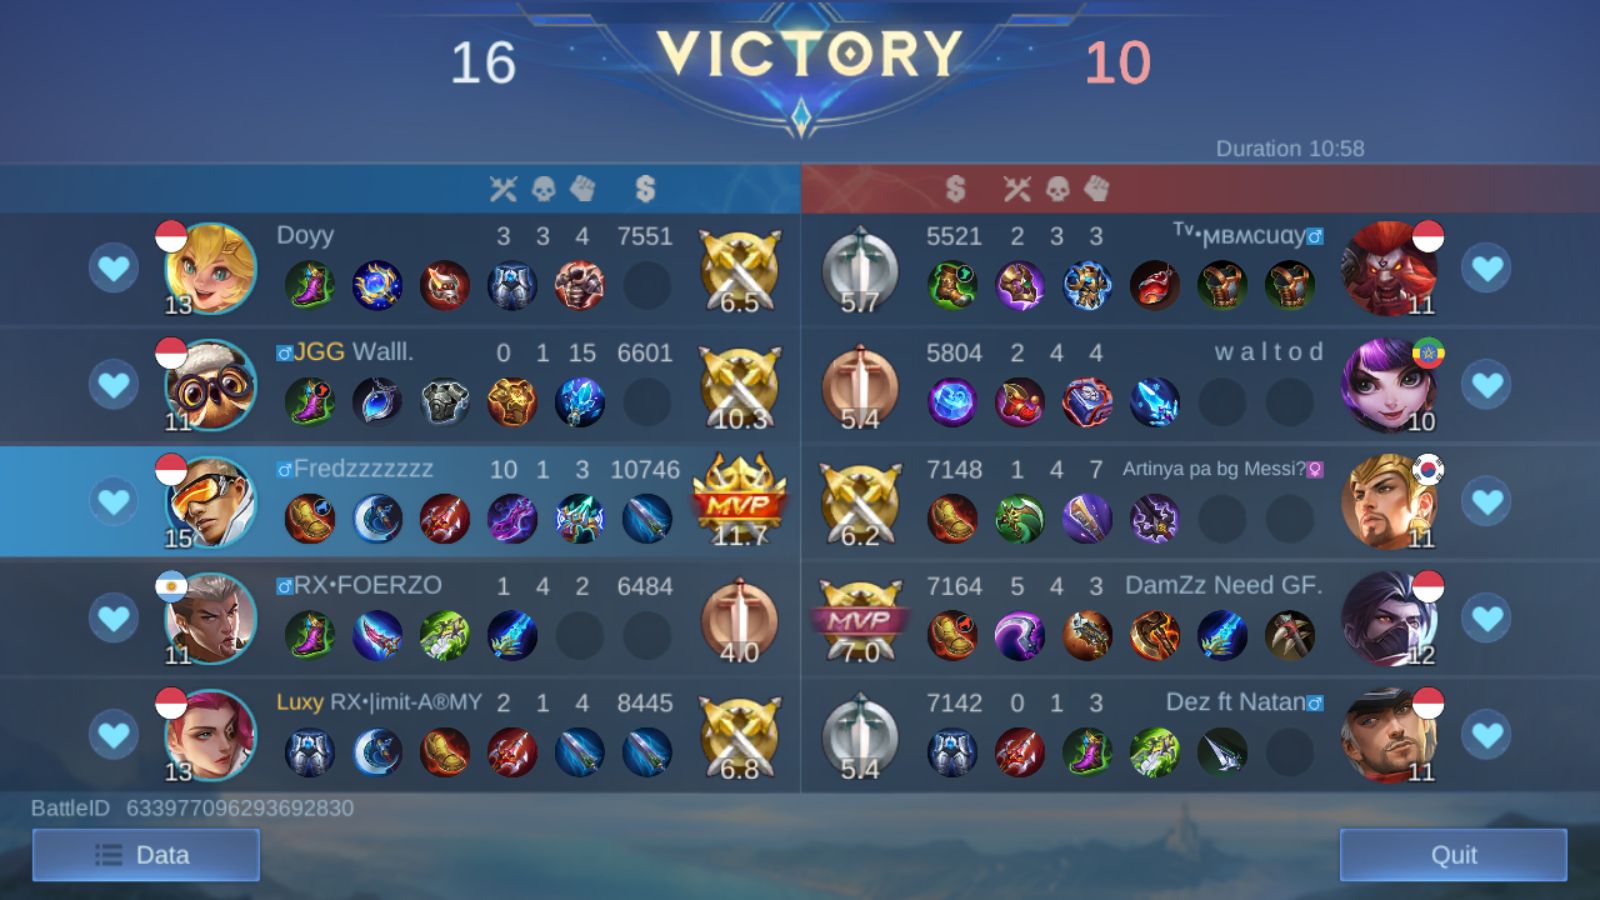 16 VICTORY 10
Duration 10:58
Doyy 3 3 4 7551
13 6.5
5521 2 3 3 ᵀⱽ•мвмcuɑy
5.7 11
JGG Walll. 0 1 15 6601
11 10.3
5804 2 4 4 w a l t o d
5.4 10
Fredzzzzzzz 10 1 3 10746
MVP
15 11.7
7148 1 4 7 Artinya pa bg Messi?
6.2 11
RX•FOERZO 1 4 2 6484
11 4.0
7164 5 4 3 DamZz Need GF.
MVP
7.0 12
Luxy RX•|imit-A®MY 2 1 4 8445
13 6.8
7142 0 1 3 Dez ft Natan
5.4 11
BattleID 633977096293692830
Data
Quit